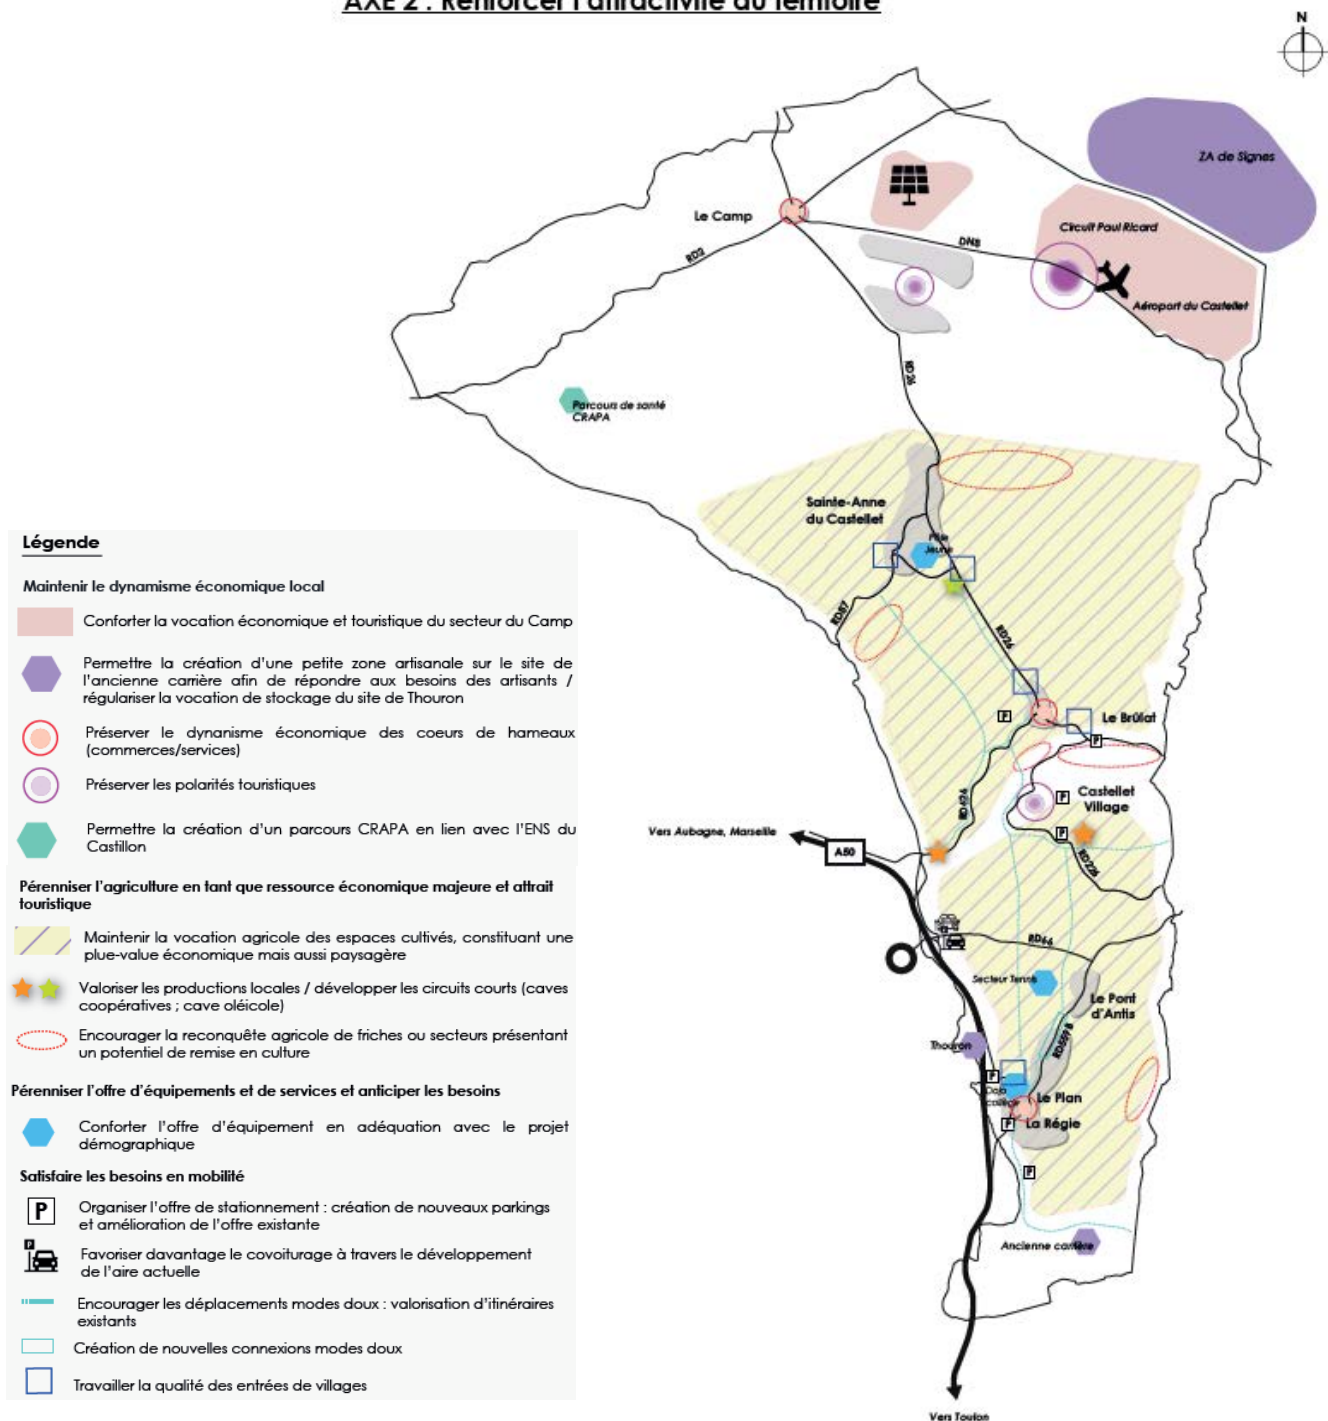 AXE 2 : Renforcer l'attractivité du territoire
N
ZA de Signes
Circuit Paul Ricard
Le Camp
DN8
RD2
Aéroport du Castellet
RD26
Parcours de santé
CRAPA
Sainte-Anne
du Castellet
Pôle
Jeune
RD87
RD26
Le Brûlat
P
P
Castellet
Village
P
P
RD626
RD226
Vers Aubagne, Marseille
A50
RD66
Secteur Tennis
Le Pont
d'Antis
RD559 B
Thouron
P
Le Plan
La Régie
P
P
Ancienne carrière
Vers Toulon
Légende
Maintenir le dynamisme économique local
Conforter la vocation économique et touristique du secteur du Camp
Permettre la création d'une petite zone artisanale sur le site de
l'ancienne carrière afin de répondre aux besoins des artisants /
régulariser la vocation de stockage du site de Thouron
Préserver le dynanisme économique des coeurs de hameaux
(commerces/services)
Préserver les polarités touristiques
Permettre la création d'un parcours CRAPA en lien avec l'ENS du
Castillon
Pérenniser l'agriculture en tant que ressource économique majeure et attrait
touristique
Maintenir la vocation agricole des espaces cultivés, constituant une
plue-value économique mais aussi paysagère
Valoriser les productions locales / développer les circuits courts (caves
coopératives ; cave oléicole)
Encourager la reconquête agricole de friches ou secteurs présentant
un potentiel de remise en culture
Pérenniser l'offre d'équipements et de services et anticiper les besoins
Conforter l'offre d'équipement en adéquation avec le projet
démographique
Satisfaire les besoins en mobilité
P
Organiser l'offre de stationnement : création de nouveaux parkings
et amélioration de l'offre existante
P
Favoriser davantage le covoiturage à travers le développement
de l'aire actuelle
Encourager les déplacements modes doux : valorisation d'itinéraires
existants
Création de nouvelles connexions modes doux
Travailler la qualité des entrées de villages